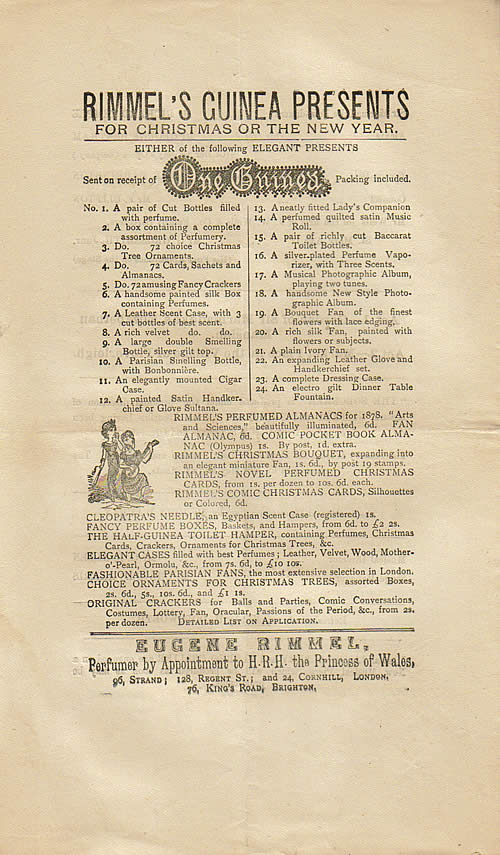 RIMMEL'S GUINEA PRESENTS
FOR CHRISTMAS OR THE NEW YEAR.
EITHER of the following ELEGANT PRESENTS
Sent on receipt of One Guinea, Packing included.
No. 1. A pair of Cut Bottles filled
with perfume.
2. A box containing a complete
assortment of Perfumery.
3. Do. 72 choice Christmas
Tree Ornaments.
4. Do. 72 Cards, Sachets and
Almanacs.
5. Do. 72 amusing Fancy Crackers
6. A handsome painted silk Box
containing Perfumes.
7. A Leather Scent Case, with 3
cut bottles of best scent.
8. A rich velvet do. do.
9. A large double Smelling
Bottle, silver gilt top.
10. A Parisian Smelling Bottle,
with Bonbonnière.
11. An elegantly mounted Cigar
Case.
12. A painted Satin Handker-
chief or Glove Sultana.
13. A neatly fitted Lady's Companion
14. A perfumed quilted satin Music
Roll.
15. A pair of richly cut Baccarat
Toilet Bottles.
16. A silver-plated Perfume Vapo-
rizer, with Three Scents.
17. A Musical Photographic Album,
playing two tunes.
18. A handsome New Style Photo-
graphic Album.
19. A Bouquet Fan of the finest
flowers with lace edging.
20. A rich silk Fan, painted with
flowers or subjects.
21. A plain Ivory Fan.
22. An expanding Leather Glove and
Handkerchief set.
23. A complete Dressing Case.
24. An electro gilt Dinner Table
Fountain.
RIMMEL'S PERFUMED ALMANACS for 1878, "Arts
and Sciences," beautifully illuminated, 6d. FAN
ALMANAC, 6d. COMIC POCKET BOOK ALMA-
NAC (Olympus) 1s. By post, 1d. extra.
RIMMEL'S CHRISTMAS BOUQUET, expanding into
an elegant miniature Fan, 1s. 6d., by post 19 stamps.
RIMMEL'S NOVEL PERFUMED CHRISTMAS
CARDS, from 1s. per dozen to 10s. 6d. each.
RIMMEL'S COMIC CHRISTMAS CARDS, Silhouettes
or Colored, 6d.
CLEOPATRA'S NEEDLE, an Egyptian Scent Case (registered) 1s.
FANCY PERFUME BOXES, Baskets, and Hampers, from 6d. to £2 2s.
THE HALF-GUINEA TOILET HAMPER, containing Perfumes, Christmas
Cards, Crackers, Ornaments for Christmas Trees, &c.
ELEGANT CASES filled with best Perfumes; Leather, Velvet, Wood, Mother-
o'-Pearl, Ormolu, &c., from 7s. 6d, to £10 10s.
FASHIONABLE PARISIAN FANS, the most extensive selection in London.
CHOICE ORNAMENTS FOR CHRISTMAS TREES, assorted Boxes,
2s. 6d., 5s., 10s. 6d., and £1 1s.
ORIGINAL CRACKERS for Balls and Parties, Comic Conversations,
Costumes, Lottery, Fan, Oracular, Passions of the Period, &c., from 2s.
per dozen. DETAILED LIST ON APPLICATION.
EUGENE RIMMEL,
Perfumer by Appointment to H.R.H. the Princess of Wales,
96, STRAND; 128, REGENT ST.; and 24, CORNHILL, LONDON.
76, KING'S ROAD, BRIGHTON.